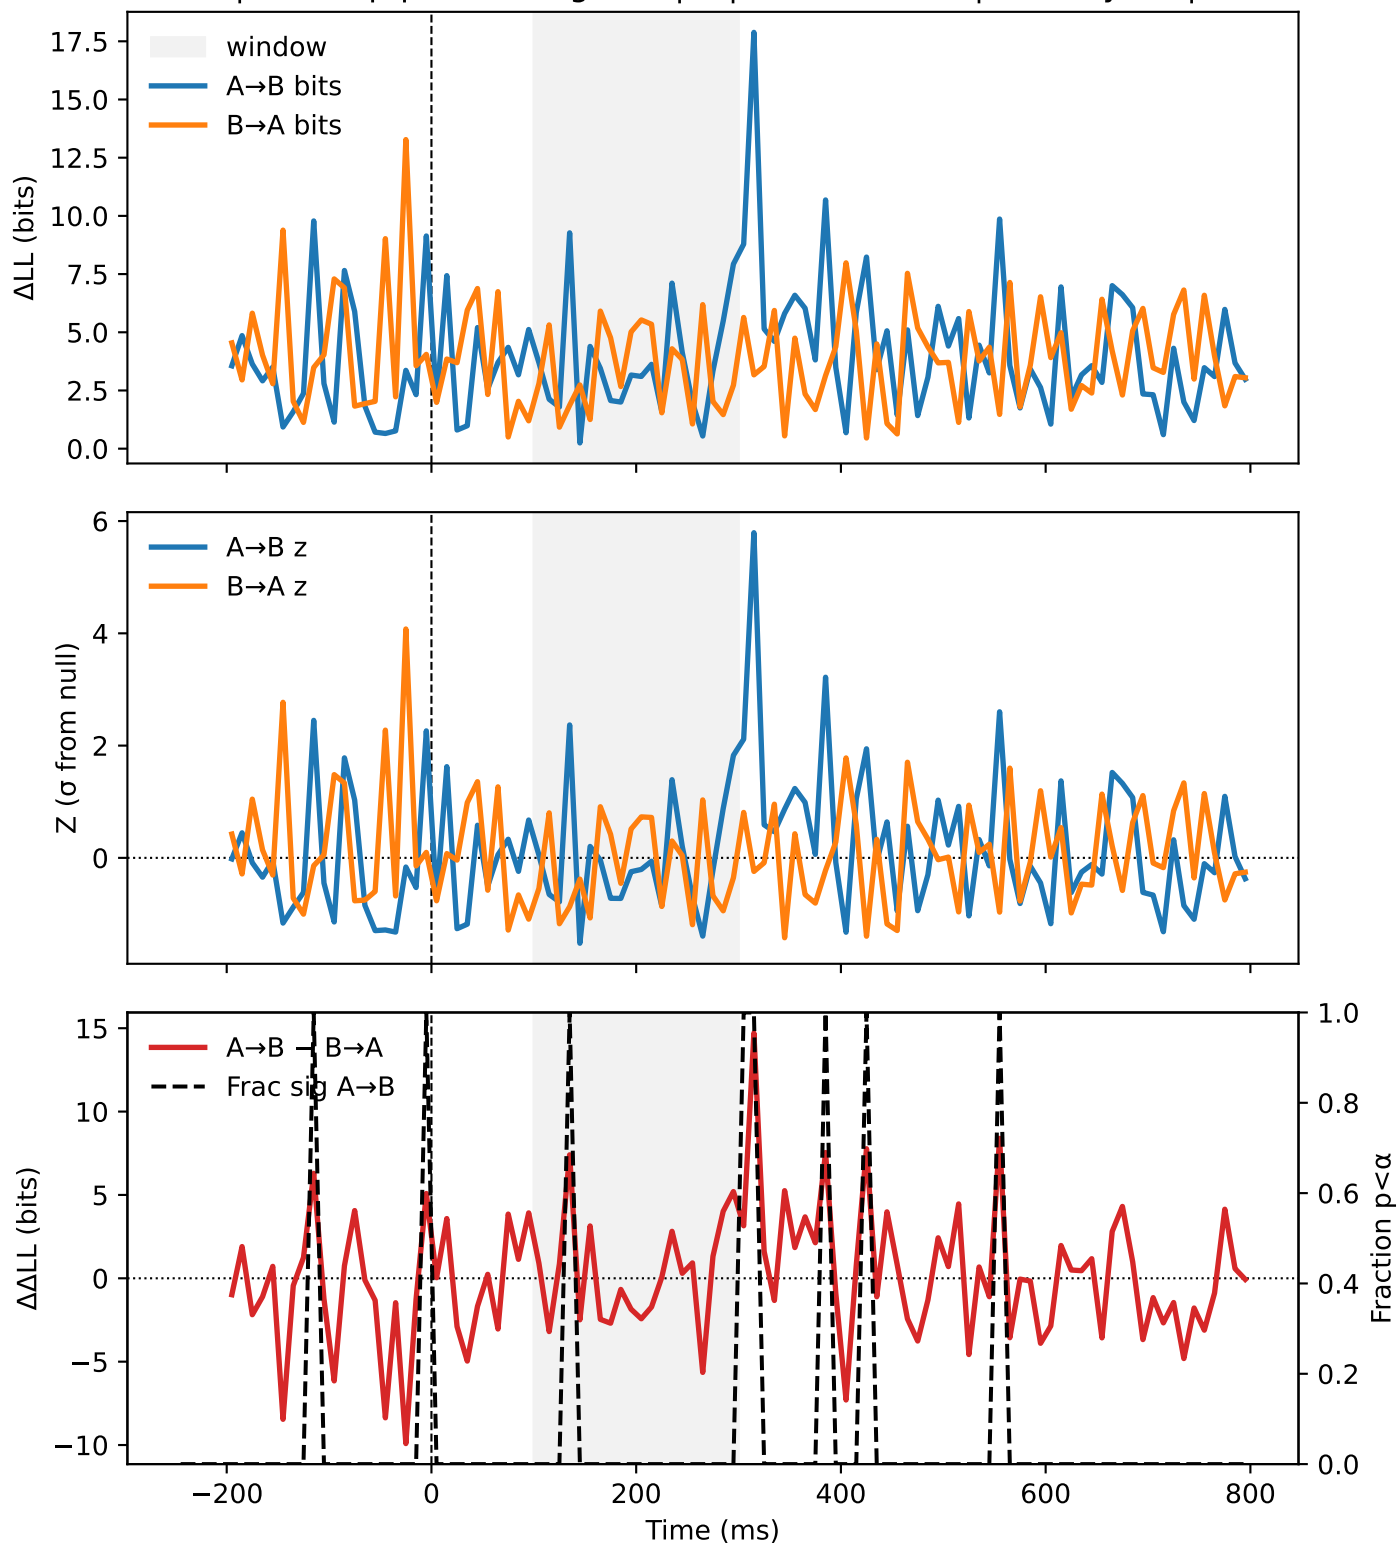 17.5
15.0
12.5
10.0
7.5
5.0
2.5
0.0
ΔLL (bits)
window
A→B bits
B→A bits
6
4
2
0
Z (σ from null)
A→B z
B→A z
15
10
5
0
−5
−10
ΔΔLL (bits)
A→B − B→A
Frac sig A→B
1.0
0.8
0.6
0.4
0.2
0.0
Fraction p<α
−200
0
200
400
600
800
Time (ms)